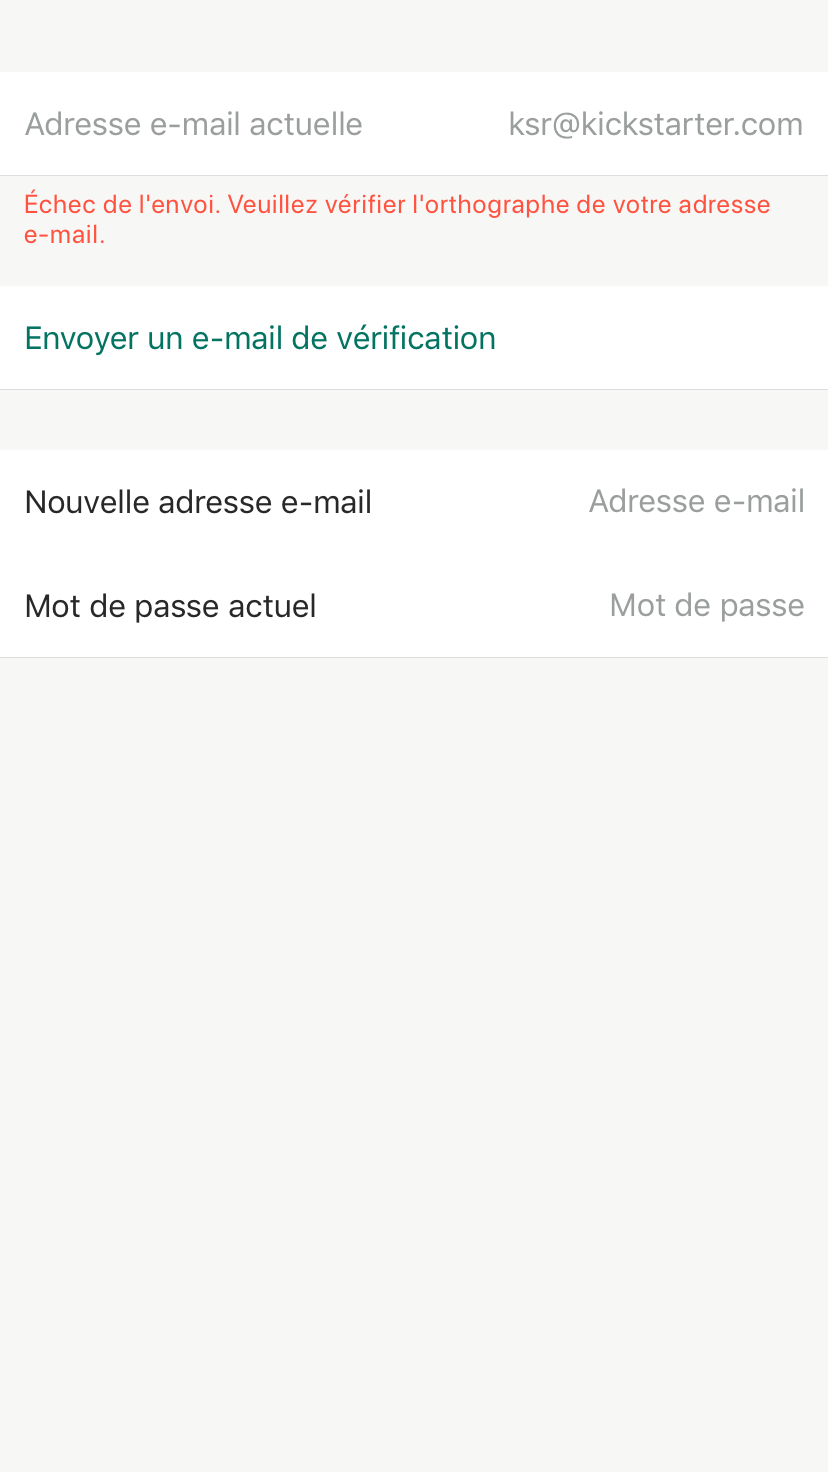 Adresse e-mail actuelle ksr@kickstarter.com
Échec de l'envoi. Veuillez vérifier l'orthographe de votre adresse
e-mail.
Envoyer un e-mail de vérification
Nouvelle adresse e-mail Adresse e-mail
Mot de passe actuel Mot de passe